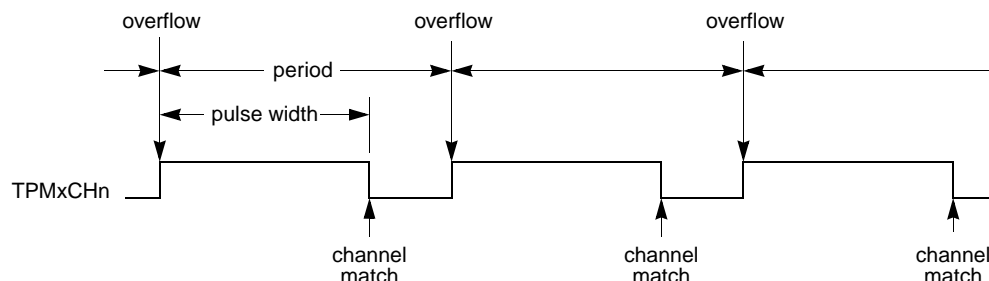 overflow
overflow
overflow
period
pulse width
TPMxCHn
channel
match
channel
match
channel
match